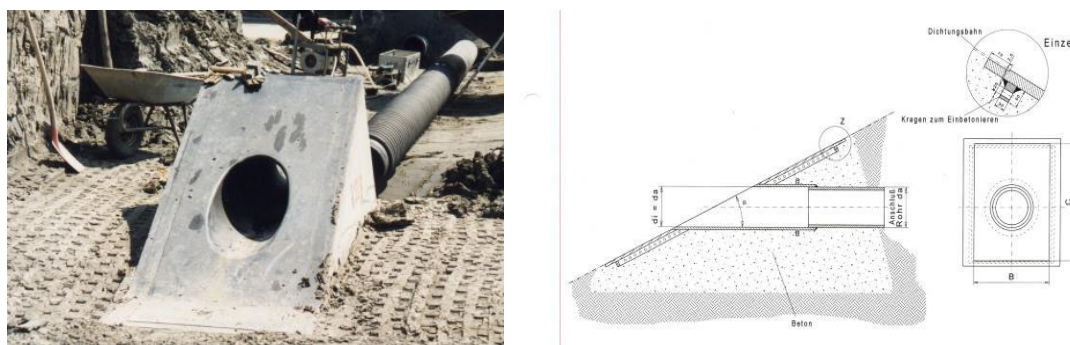 Dichtungsbahn
Einze
Kragen zum Einbetonieren
Z
B
B
α
di = da
Anschluß
Rohr da
C
B
Beton